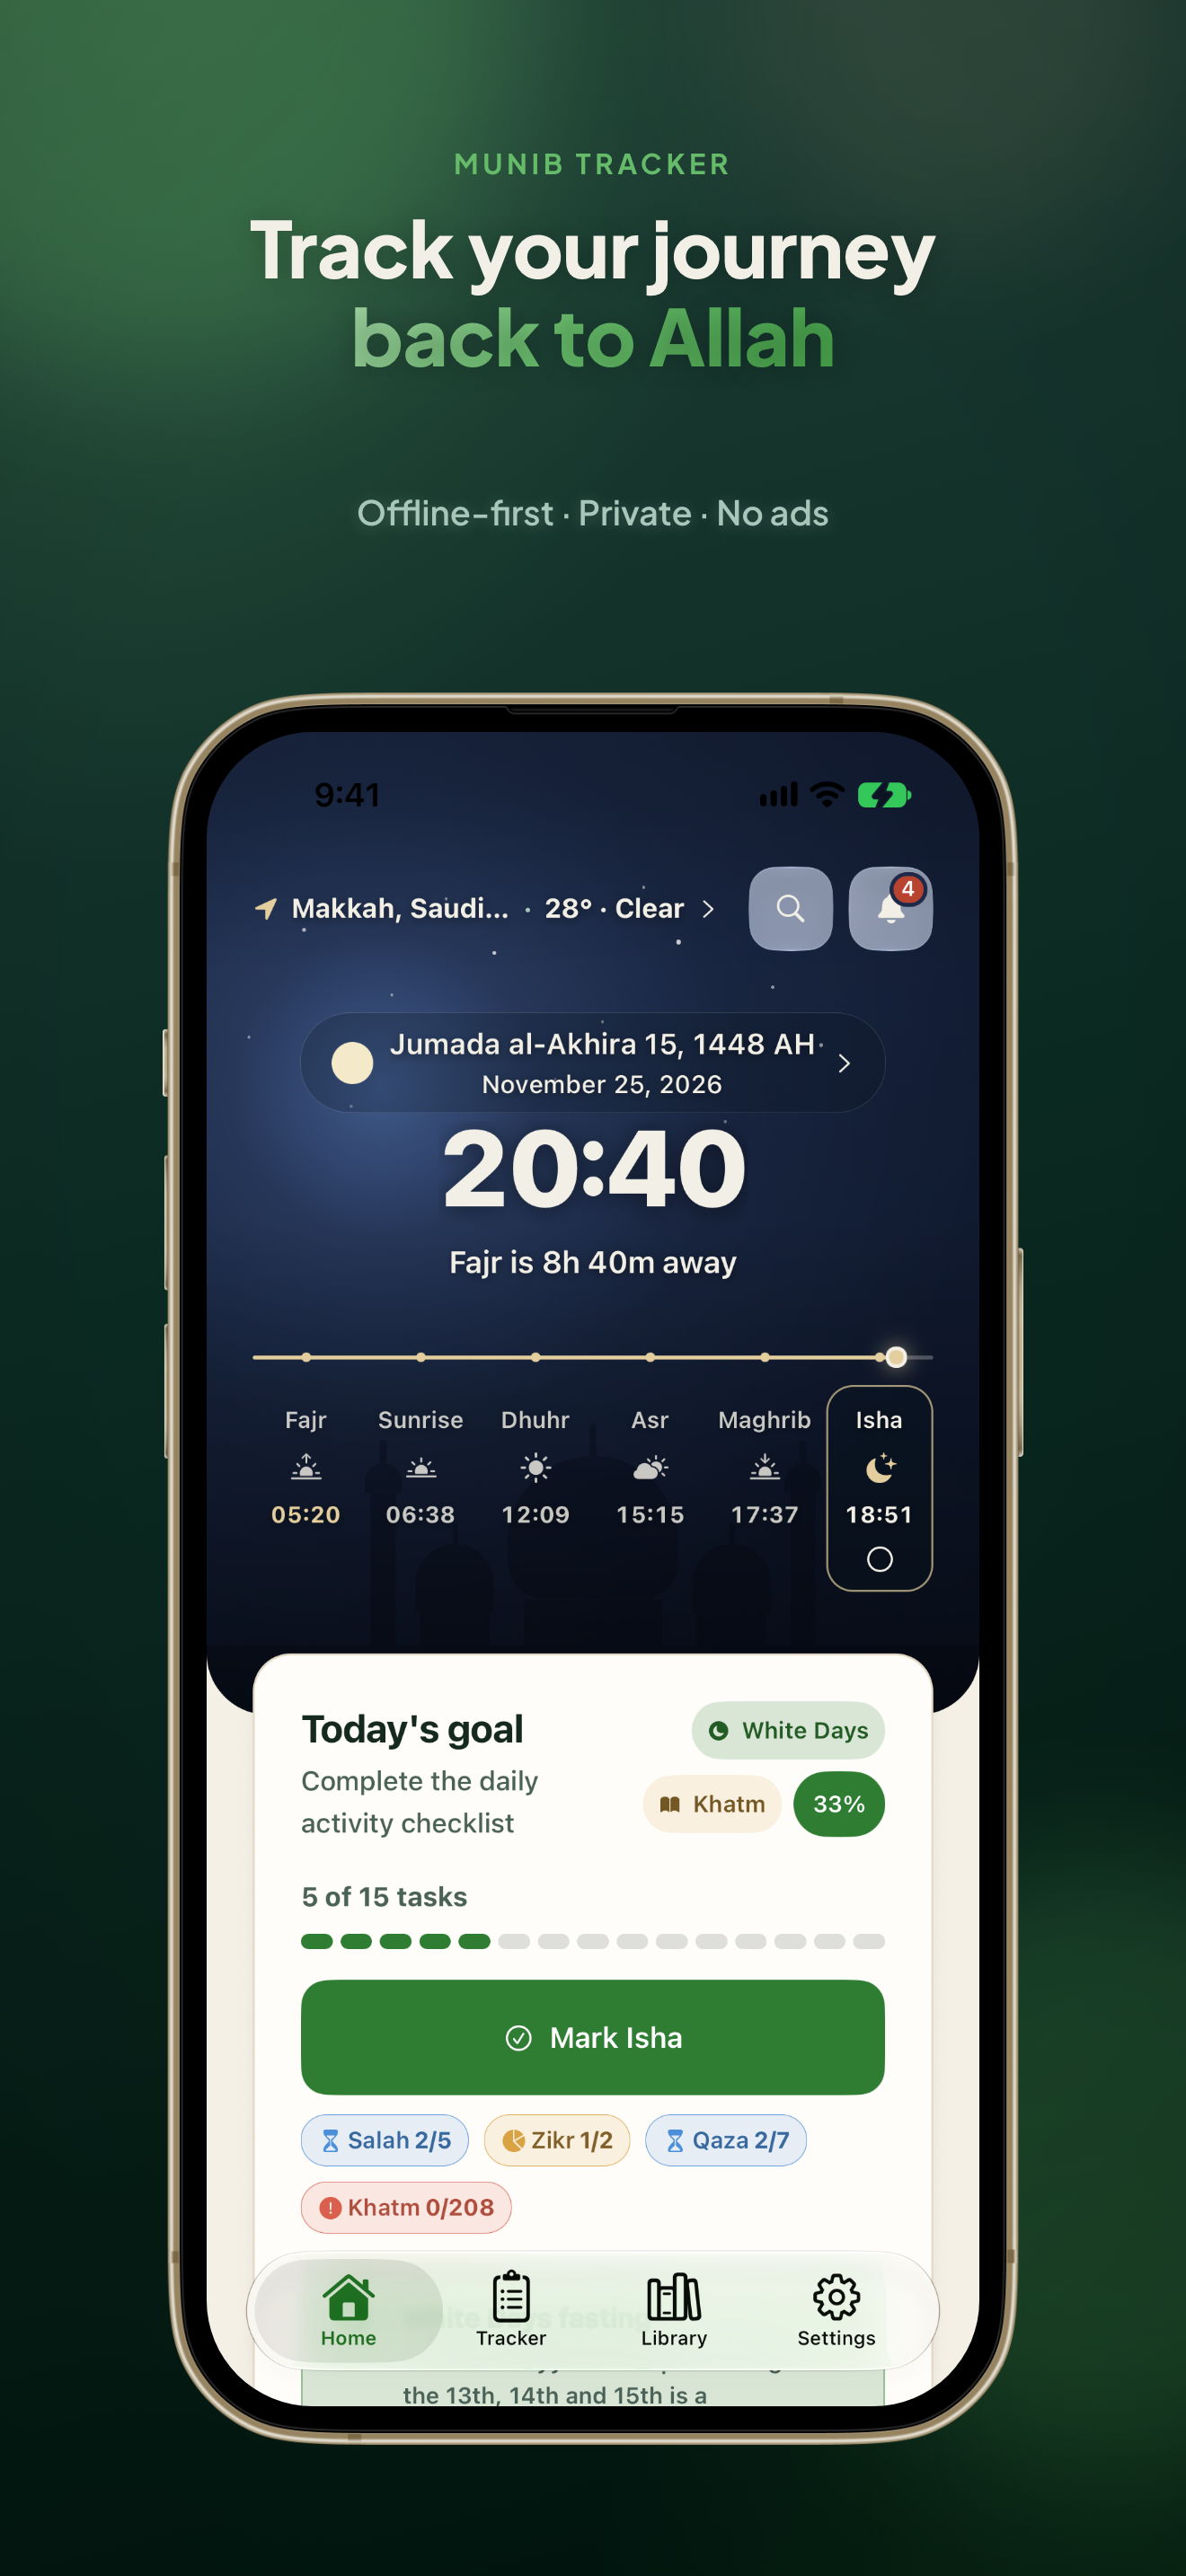 MUNIB TRACKER
Track your journey
back to Allah
Offline-first · Private · No ads
9:41
Makkah, Saudi... · 28° · Clear
4
Jumada al-Akhira 15, 1448 AH
November 25, 2026
20:40
Fajr is 8h 40m away
Fajr Sunrise Dhuhr Asr Maghrib Isha
05:20 06:38 12:09 15:15 17:37 18:51
Today's goal
White Days
Complete the daily
activity checklist
Khatm 33%
5 of 15 tasks
Mark Isha
Salah 2/5 Zikr 1/2 Qaza 2/7
Khatm 0/208
White Days fasting
Home Tracker Library Settings
the 13th, 14th and 15th is a